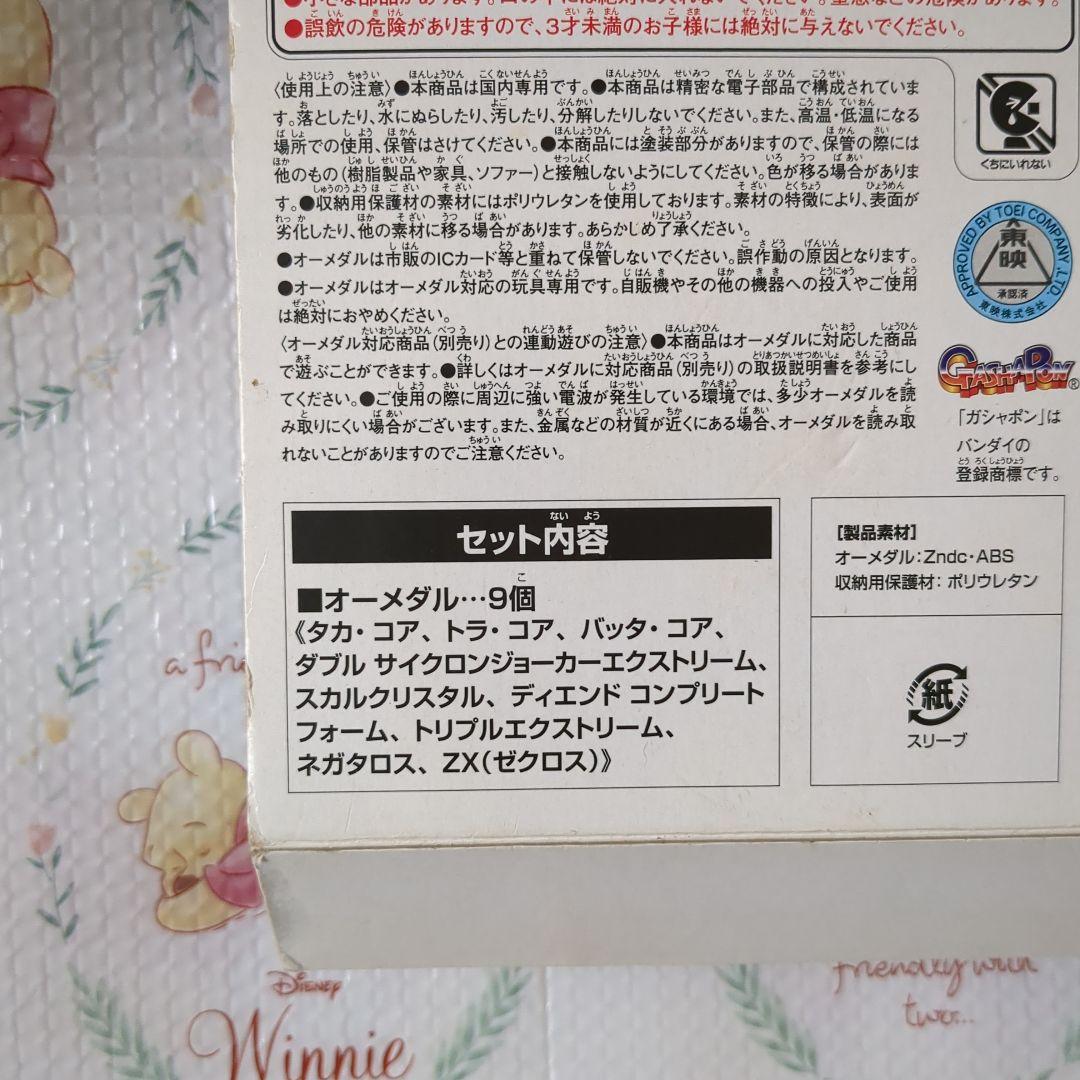 ●誤飲の危険がありますので、3才未満のお子様には絶対に与えないでください。
〈使用上の注意〉●本商品は国内専用です。●本商品は精密な電子部品で構成されていま
す。落としたり、水にぬらしたり、汚したり、分解したりしないでください。また、高温・低温になる
場所での使用、保管はさけてください。●本商品には塗装部分がありますので、保管の際には
他のもの(樹脂製品や家具、ソファー)と接触しないようにしてください。色が移る場合がありま
す。●収納用保護材の素材にはポリウレタンを使用しております。素材の特徴により、表面が
劣化したり、他の素材に移る場合があります。あらかじめ了承ください。
●オーメダルは市販のICカード等と重ねて保管しないでください。誤作動の原因となります。
●オーメダルはオーメダル対応の玩具専用です。自販機やその他の機器への投入やご使用
は絶対におやめください。
〈オーメダル対応商品(別売り)との連動遊びの注意〉●本商品はオーメダルに対応した商品
で遊ぶことができます。●詳しくはオーメダルに対応商品(別売り)の取扱説明書を参考にし
てください。●ご使用の際に周辺に強い電波が発生している環境では、多少オーメダルを読
み取りにくい場合がございます。また、金属などの材質が近くにある場合、オーメダルを読み取
れないことがありますのでご注意ください。
くちにいれない
APPROVED BY TOEI COMPANY, LTD.
東映
承認済
東映株式会社
GASHAPON®
「ガシャポン」は
バンダイの
登録商標です。
セット内容
■オーメダル…9個
《タカ・コア、トラ・コア、バッタ・コア、
ダブル サイクロンジョーカーエクストリーム、
スカルクリスタル、ディエンド コンプリート
フォーム、トリプルエクストリーム、
ネガタロス、ZX(ゼクロス)》
[製品素材]
オーメダル:Zndc・ABS
収納用保護材:ポリウレタン
紙
スリーブ
a frie
DISNEY
Winnie
friendly with
two...